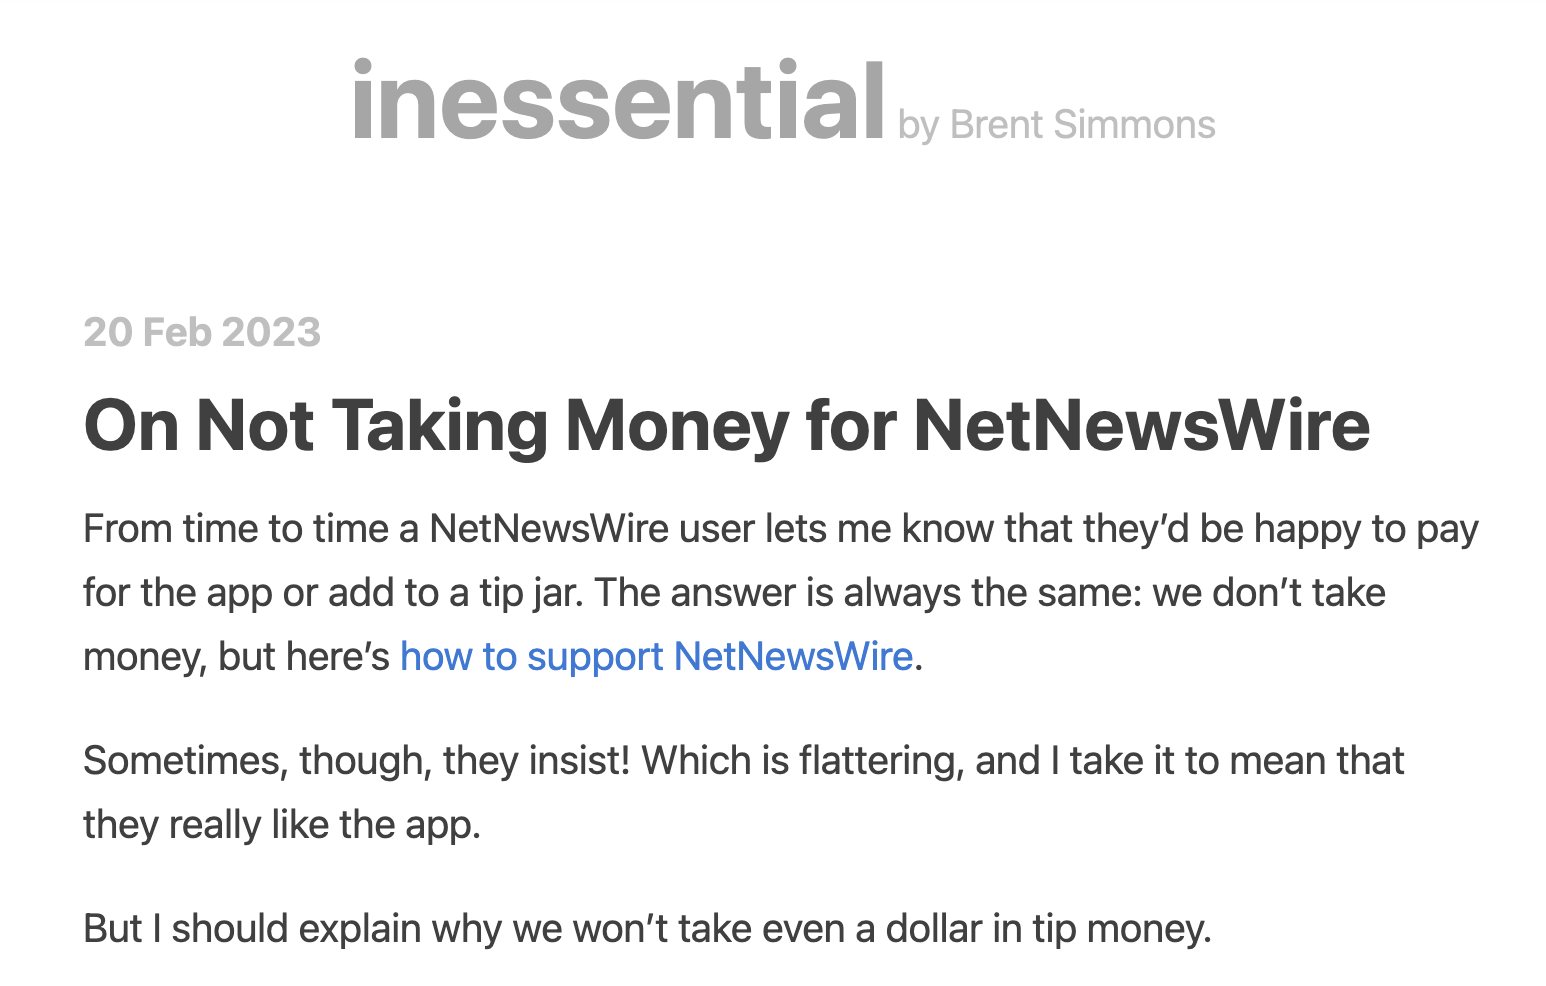 inessential by Brent Simmons
20 Feb 2023
On Not Taking Money for NetNewsWire
From time to time a NetNewsWire user lets me know that they’d be happy to pay
for the app or add to a tip jar. The answer is always the same: we don’t take
money, but here’s how to support NetNewsWire.
Sometimes, though, they insist! Which is flattering, and I take it to mean that
they really like the app.
But I should explain why we won’t take even a dollar in tip money.